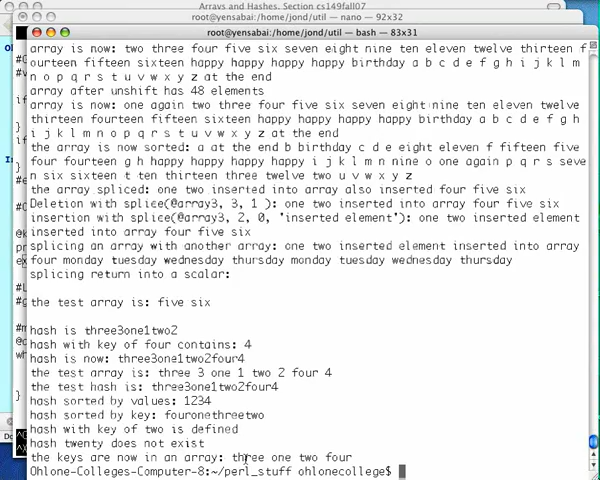 Arrays and Hashes. Section cs149fall07
root@yensabai:/home/jond/util — nano — 92x32
root@yensabai:/home/jond/util — bash — 83x31
array is now: two three four five six seven eight nine ten eleven twelve thirteen f
ourteen fifteen sixteen happy happy happy happy birthday a b c d e f g h i j k l m
n o p q r s t u v w x y z at the end
array after unshift has 48 elements
array is now: one again two three four five six seven eight nine ten eleven twelve
thirteen fourteen fifteen sixteen happy happy happy happy birthday a b c d e f g h
i j k l m n o p q r s t u v w x y z at the end
the array is now sorted: a at the end b birthday c d e eight eleven f fifteen five
four fourteen g h happy happy happy happy i j k l m n nine o one again p q r s seve
n six sixteen t ten thirteen three twelve two u v w x y z
the array spliced: one two inserted into array also inserted four five six
Deletion with splice(@array3, 3, 1 ): one two inserted into array four five six
insertion with splice(@array3, 2, 0, 'inserted element'): one two inserted element
inserted into array four five six
splicing an array with another array: one two inserted element inserted into array
four monday tuesday wednesday thursday monday tuesday wednesday thursday
splicing return into a scalar:
the test array is: five six
hash is three3one1two2
hash with key of four contains: 4
hash is now: three3one1two2four4
the test array is: three 3 one 1 two 2 four 4
the test hash is: three3one1two2four4
hash sorted by values: 1234
hash sorted by key: fouronethreetwo
hash with key of two is defined
hash twenty does not exist
the keys are now in an array: three one two four
Ohlone-Colleges-Computer-8:~/perl_stuff ohlonecollege$